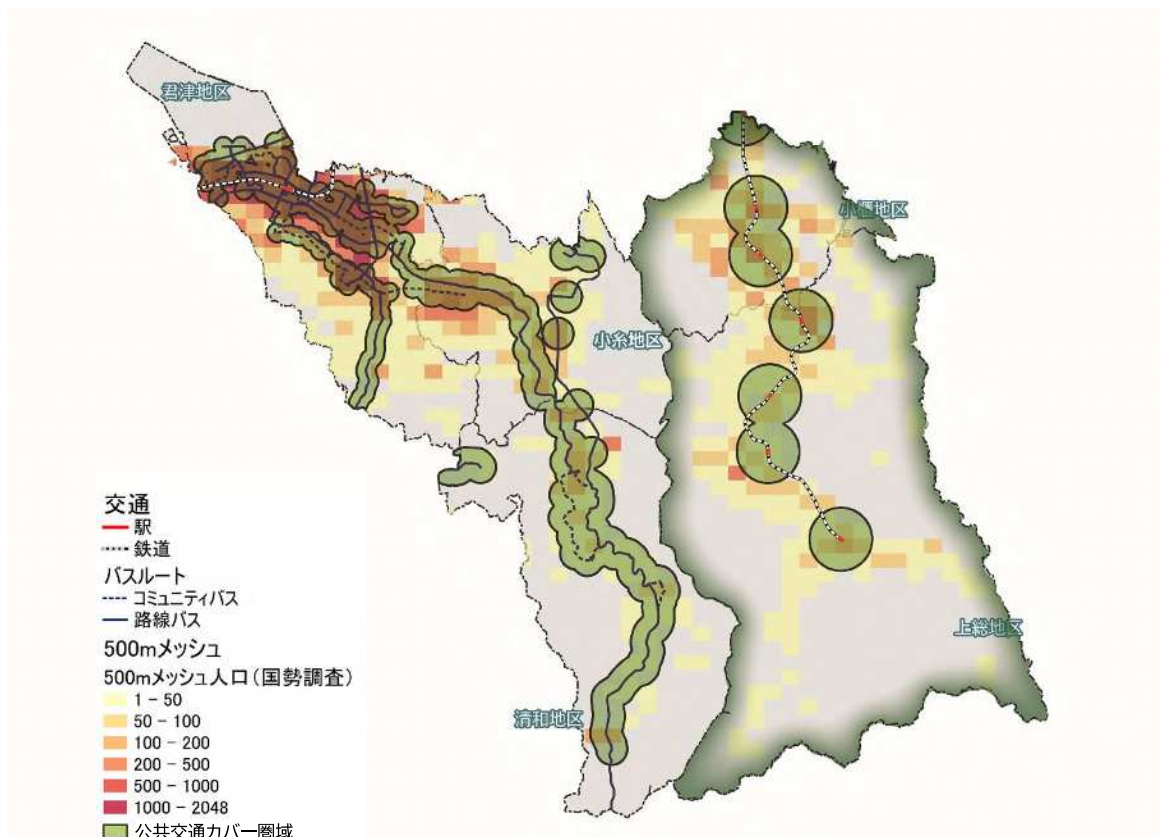 君津地区
小櫃地区
小糸地区
上総地区
清和地区
交通
駅
鉄道
バスルート
コミュニティバス
路線バス
500mメッシュ
500mメッシュ人口(国勢調査)
1 - 50
50 - 100
100 - 200
200 - 500
500 - 1000
1000 - 2048
公共交通カバー圏域